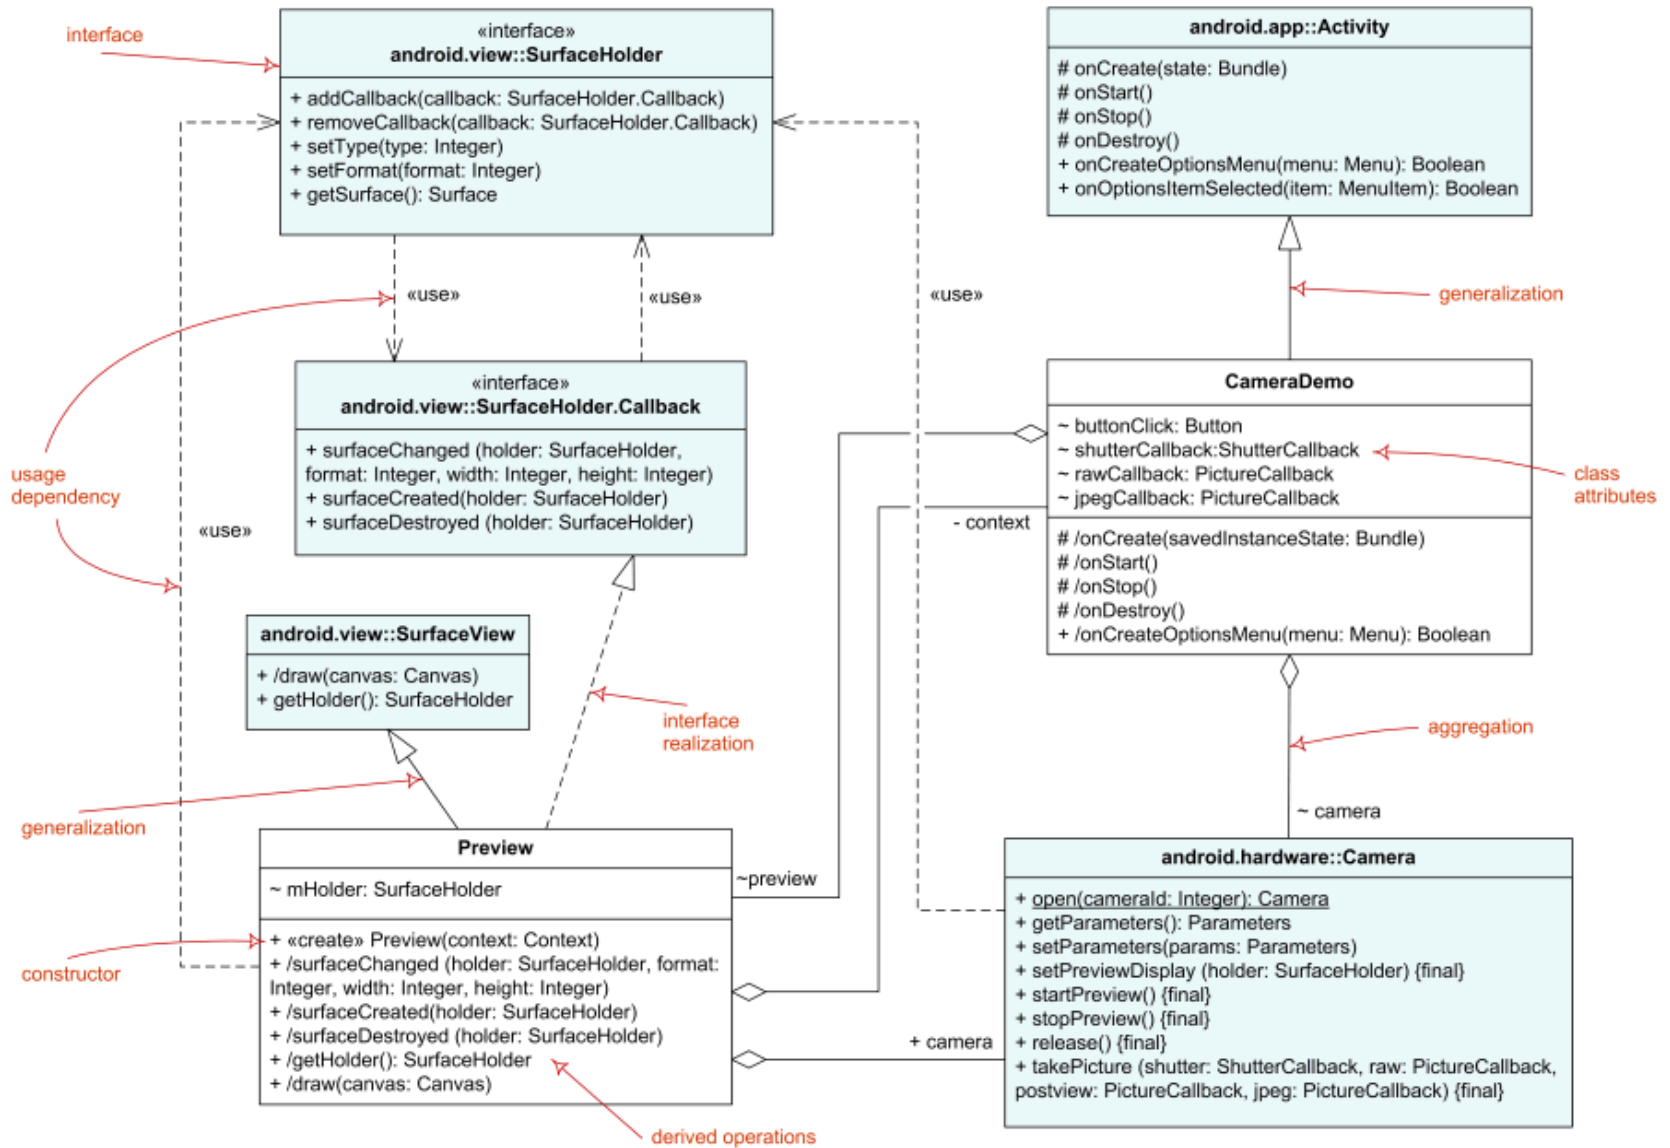 interface
«interface»
android.view::SurfaceHolder
+ addCallback(callback: SurfaceHolder.Callback)
+ removeCallback(callback: SurfaceHolder.Callback)
+ setType(type: Integer)
+ setFormat(format: Integer)
+ getSurface(): Surface
android.app::Activity
# onCreate(state: Bundle)
# onStart()
# onStop()
# onDestroy()
+ onCreateOptionsMenu(menu: Menu): Boolean
+ onOptionsItemSelected(item: MenuItem): Boolean
«use»
«use»
«use»
generalization
«interface»
android.view::SurfaceHolder.Callback
+ surfaceChanged (holder: SurfaceHolder,
format: Integer, width: Integer, height: Integer)
+ surfaceCreated(holder: SurfaceHolder)
+ surfaceDestroyed (holder: SurfaceHolder)
CameraDemo
~ buttonClick: Button
~ shutterCallback:ShutterCallback
~ rawCallback: PictureCallback
~ jpegCallback: PictureCallback
# /onCreate(savedInstanceState: Bundle)
# /onStart()
# /onStop()
# /onDestroy()
+ /onCreateOptionsMenu(menu: Menu): Boolean
class
attributes
usage
dependency
«use»
- context
android.view::SurfaceView
+ /draw(canvas: Canvas)
+ getHolder(): SurfaceHolder
interface
realization
aggregation
generalization
~ camera
Preview
~ mHolder: SurfaceHolder
+ «create» Preview(context: Context)
+ /surfaceChanged (holder: SurfaceHolder, format:
Integer, width: Integer, height: Integer)
+ /surfaceCreated(holder: SurfaceHolder)
+ /surfaceDestroyed (holder: SurfaceHolder)
+ /getHolder(): SurfaceHolder
+ /draw(canvas: Canvas)
~preview
constructor
+ camera
android.hardware::Camera
+ open(cameraId: Integer): Camera
+ getParameters(): Parameters
+ setParameters(params: Parameters)
+ setPreviewDisplay (holder: SurfaceHolder) {final}
+ startPreview() {final}
+ stopPreview() {final}
+ release() {final}
+ takePicture (shutter: ShutterCallback, raw: PictureCallback,
postview: PictureCallback, jpeg: PictureCallback) {final}
derived operations